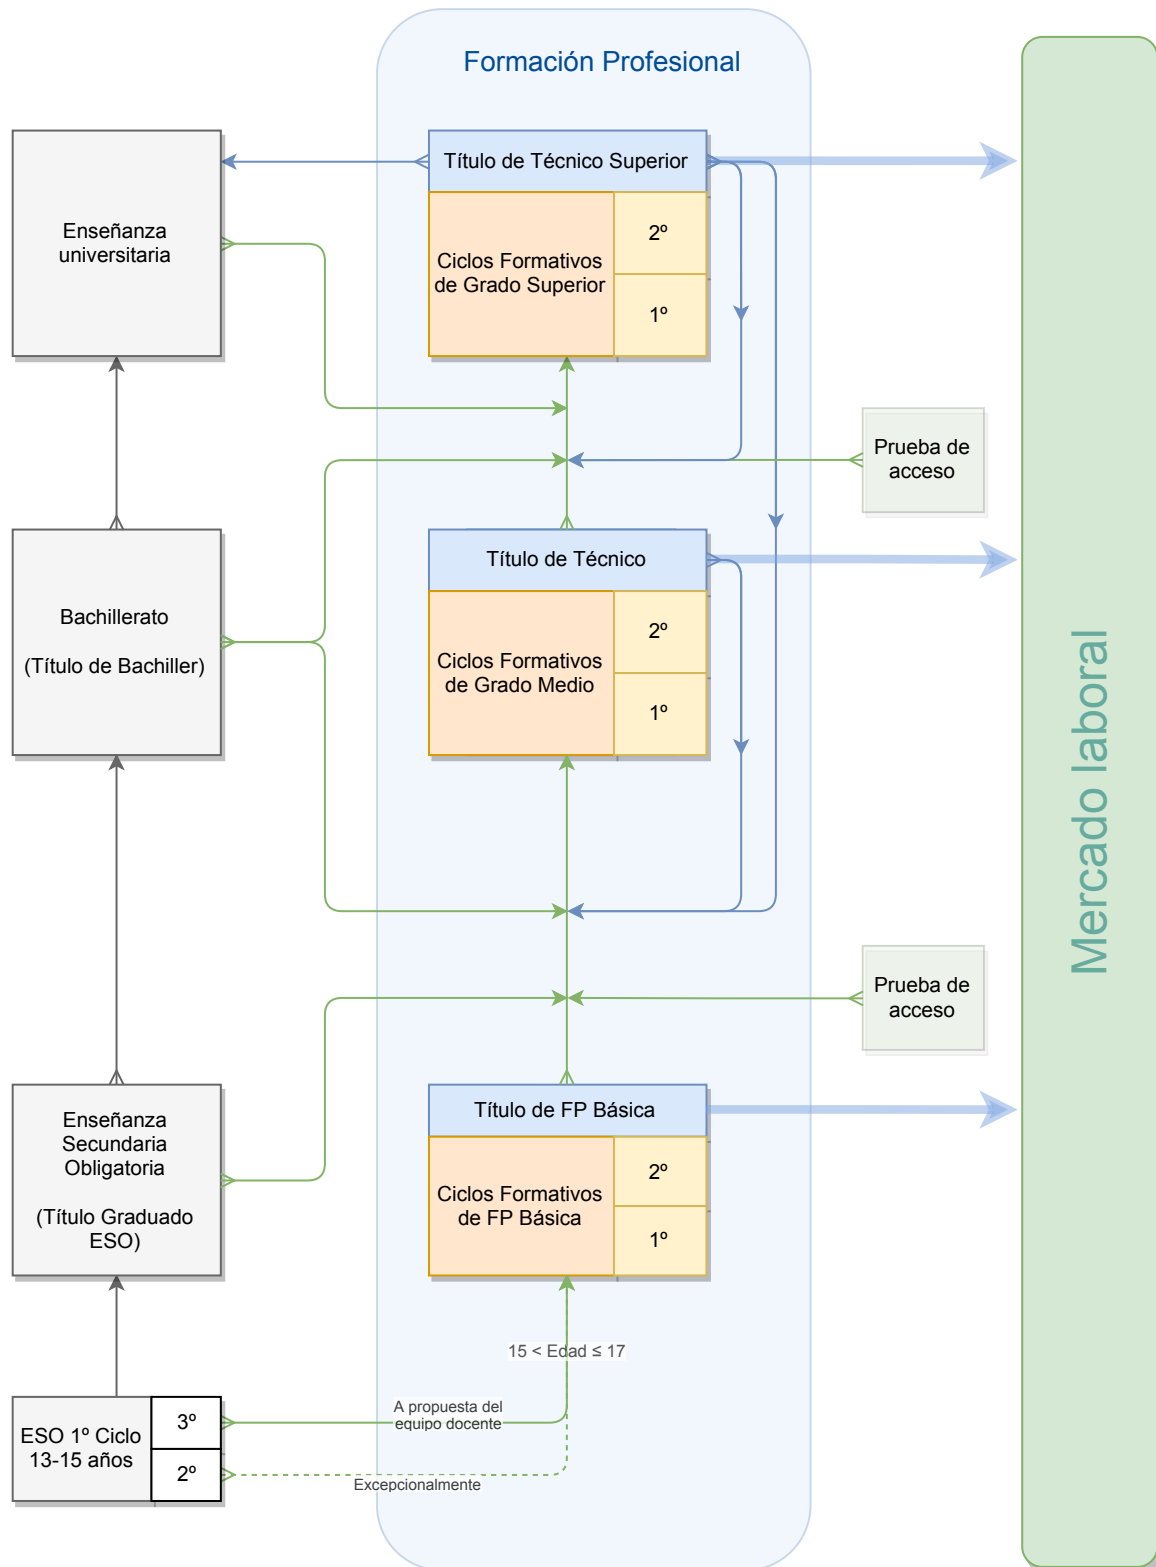 Formación Profesional
Título de Técnico Superior
Enseñanza
universitaria
Ciclos Formativos
de Grado Superior
2º
1º
Prueba de
acceso
Título de Técnico
Bachillerato
(Título de Bachiller)
Ciclos Formativos
de Grado Medio
2º
1º
Mercado laboral
Prueba de
acceso
Enseñanza
Secundaria
Obligatoria
(Título Graduado
ESO)
Título de FP Básica
Ciclos Formativos
de FP Básica
2º
1º
15 < Edad ≤ 17
ESO 1º Ciclo
13-15 años
3º
2º
A propuesta del
equipo docente
Excepcionalmente